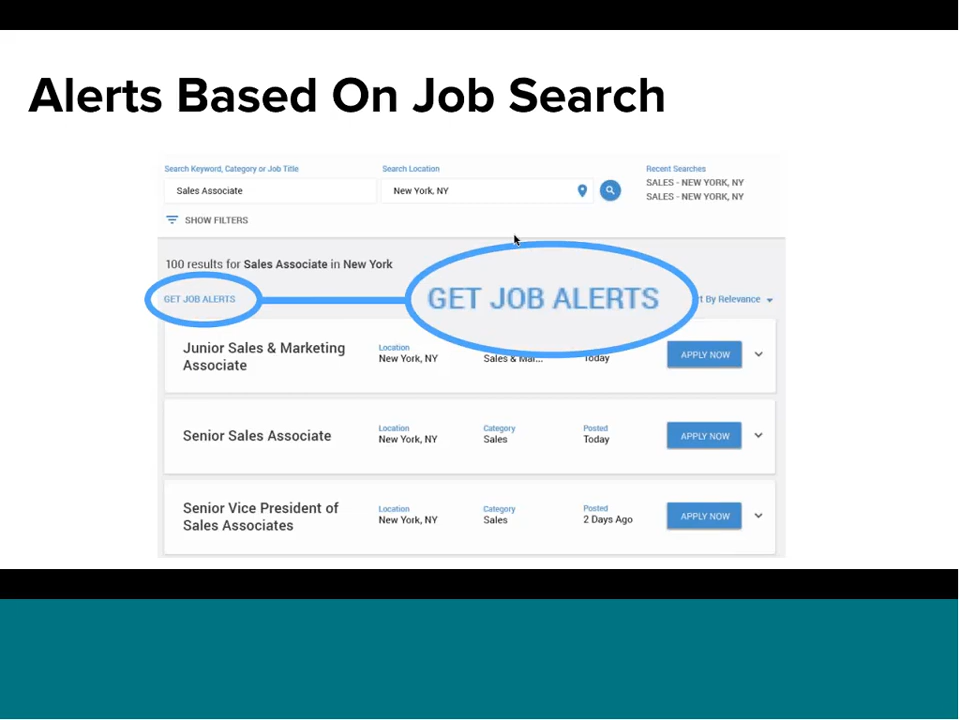 Alerts Based On Job Search
Search Keyword, Category or Job Title
Search Location
Recent Searches
Sales Associate
New York, NY
SALES - NEW YORK, NY
SALES - NEW YORK, NY
SHOW FILTERS
100 results for Sales Associate in New York
GET JOB ALERTS
GET JOB ALERTS
By Relevance
Junior Sales & Marketing
Associate
Location
New York, NY
Sales & Mar...
Today
APPLY NOW
Senior Sales Associate
Location
New York, NY
Category
Sales
Posted
Today
APPLY NOW
Senior Vice President of
Sales Associates
Location
New York, NY
Category
Sales
Posted
2 Days Ago
APPLY NOW